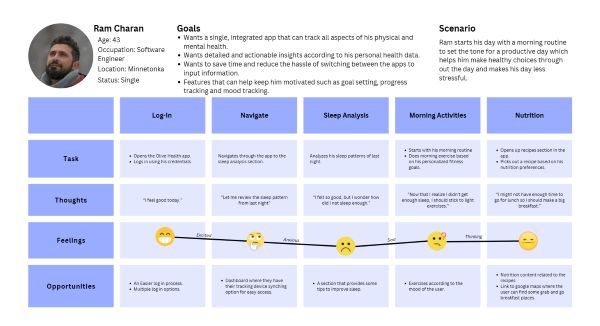 Ram Charan
Age: 43
Occupation: Software
Engineer
Location: Minnetonka
Status: Single
Goals
• Wants a single, integrated app that can track all aspects of his physical and
mental health.
• Wants detailed and actionable insights according to his personal health data.
• Wants to save time and reduce the hassle of switching between the apps to
input information.
• Features that can help keep him motivated such as goal setting, progress
tracking and mood tracking.
Scenario
Ram starts his day with a morning routine
to set the tone for a productive day which
helps him make healthy choices through
out the day and makes his day less
stressful.
Log-In
Navigate
Sleep Analysis
Morning Activities
Nutrition
Task
• Opens the Olive Health app.
• Logs in using his credentials.
Navigates through the app to the
sleep analysis section.
Analyzes his sleep patterns of last
night.
• Starts with his morning routine
• Does morning exercise based
on his personalized fitness
goals.
• Opens up recipes section in the
app.
• Picks out a recipe based on his
nutrition preferences.
Thoughts
"I feel good today."
"Let me review the sleep pattern
from last night"
"I felt so good, but I wonder how
did I not sleep enough."
"Now that I realize I didn't get
enough sleep, I should stick to light
exercises."
"I might not have enough time to
go for lunch so I should make a big
breakfast."
Feelings
Excited
Anxious
Sad
Thinking
Opportunities
• An Easier log in process.
• Multiple log in options.
• Dashboard where they have
their tracking device synching
option for easy access.
• A section that provides some
tips to improve sleep.
• Exercises according to the
mood of the user.
• Nutrition content related to the
recipes
• Link to google maps where the
user can find some grab and go
breakfast places.